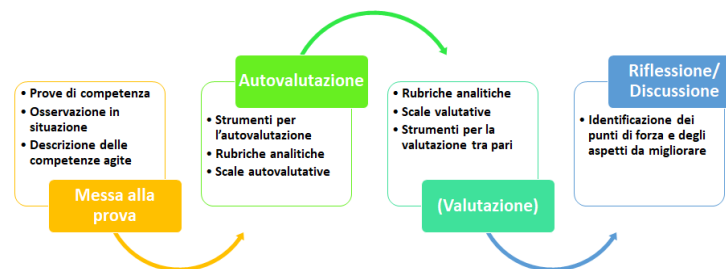 • Prove di competenza
• Osservazione in
situazione
• Descrizione delle
competenze agite
Messa alla
prova
Autovalutazione
• Strumenti per
l'autovalutazione
• Rubriche analitiche
• Scale autovalutative
• Rubriche analitiche
• Scale valutative
• Strumenti per la
valutazione tra pari
(Valutazione)
Riflessione/
Discussione
• Identificazione dei
punti di forza e degli
aspetti da migliorare